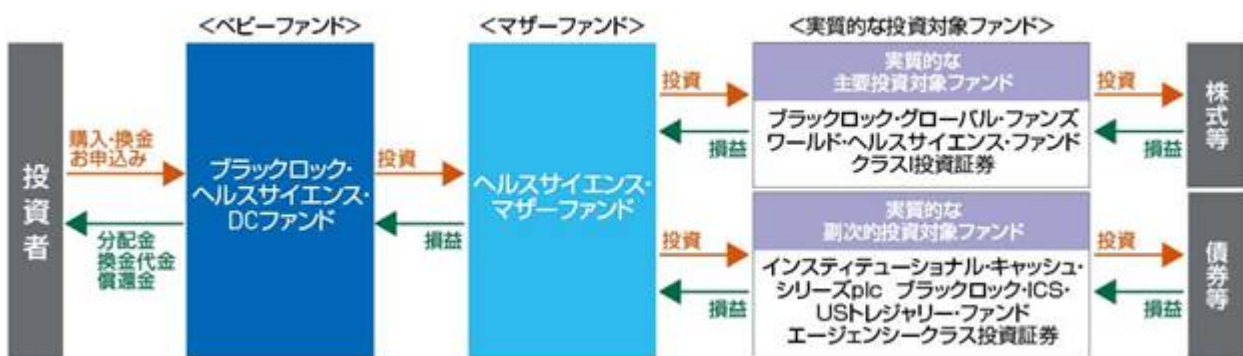 ＜ベビーファンド＞
＜マザーファンド＞
＜実質的な投資対象ファンド＞
投資者
購入・換金
お申込み
分配金
換金代金
償還金
ブラックロック・
ヘルスサイエンス・
DCファンド
投資
損益
ヘルスサイエンス・
マザーファンド
投資
損益
実質的な
主要投資対象ファンド
ブラックロック・グローバル・ファンズ
ワールド・ヘルスサイエンス・ファンド
クラスI投資証券
投資
損益
株式等
投資
損益
実質的な
副次的投資対象ファンド
インスティテューショナル・キャッシュ・
シリーズplc ブラックロック・ICS・
USトレジャリー・ファンド
エージェンシークラス投資証券
投資
損益
債券等